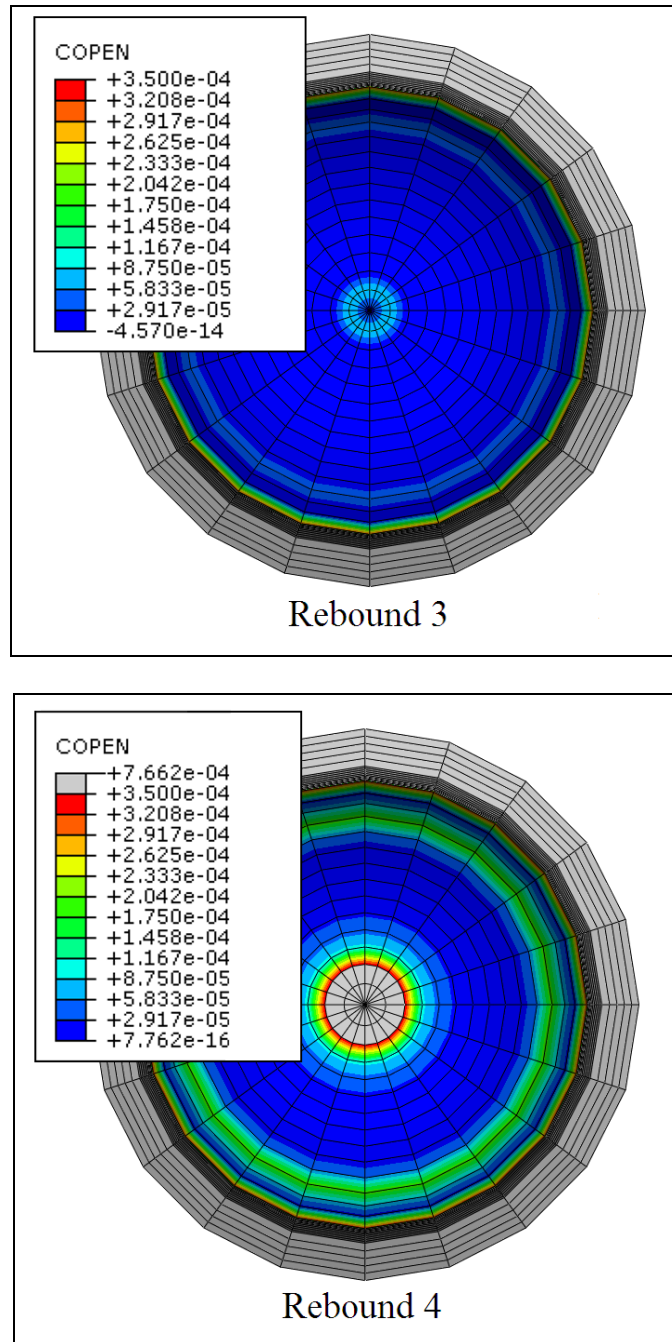 COPEN
+3.500e-04
+3.208e-04
+2.917e-04
+2.625e-04
+2.333e-04
+2.042e-04
+1.750e-04
+1.458e-04
+1.167e-04
+8.750e-05
+5.833e-05
+2.917e-05
-4.570e-14
Rebound 3
COPEN
+7.662e-04
+3.500e-04
+3.208e-04
+2.917e-04
+2.625e-04
+2.333e-04
+2.042e-04
+1.750e-04
+1.458e-04
+1.167e-04
+8.750e-05
+5.833e-05
+2.917e-05
+7.762e-16
Rebound 4